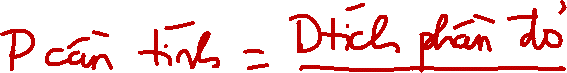 P cần tính = Dtích phần đỏ